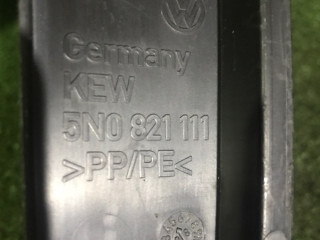 Germany
KEW
5N0 821 111
>PP/PE<